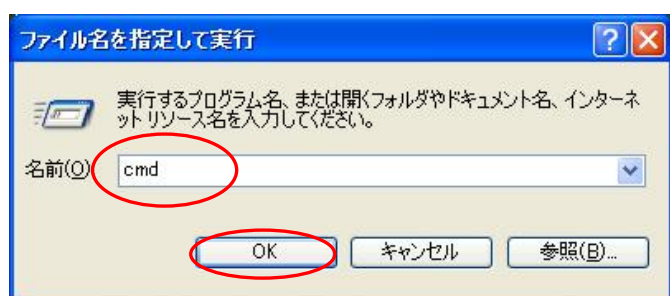 ファイル名を指定して実行
実行するプログラム名、または開くフォルダやドキュメント名、インターネ
ット リソース名を入力してください。
名前(O)
cmd
OK
キャンセル
参照(B)...